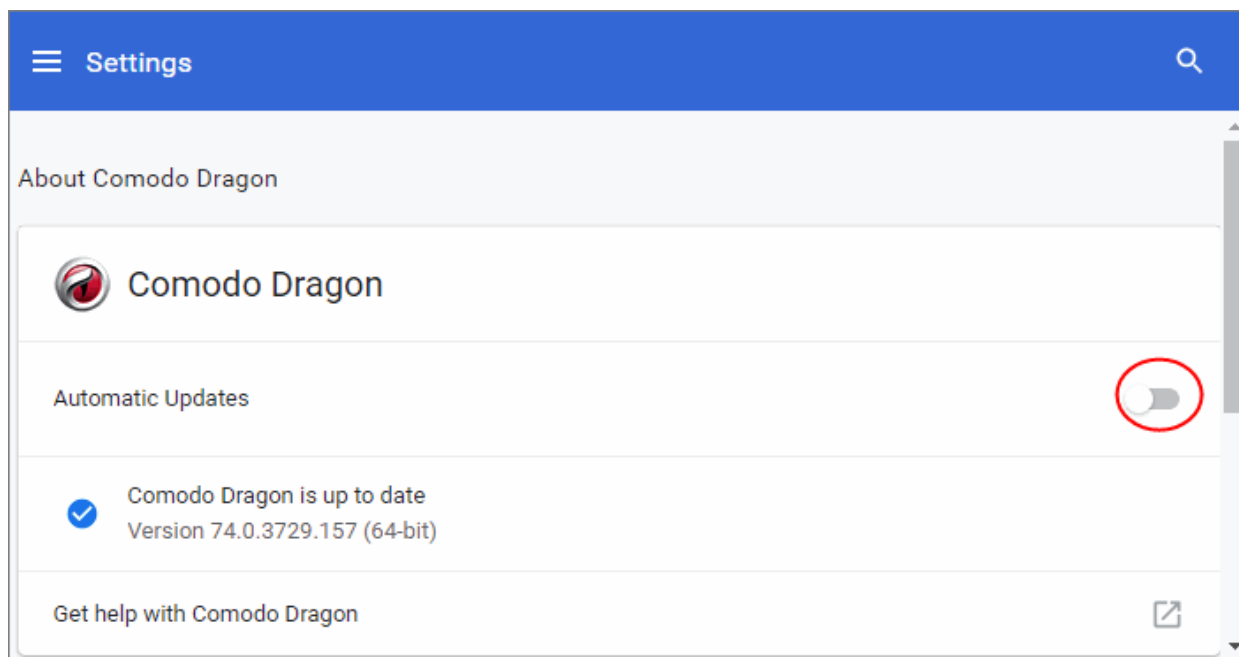 Settings
About Comodo Dragon
Comodo Dragon
Automatic Updates
Comodo Dragon is up to date
Version 74.0.3729.157 (64-bit)
Get help with Comodo Dragon